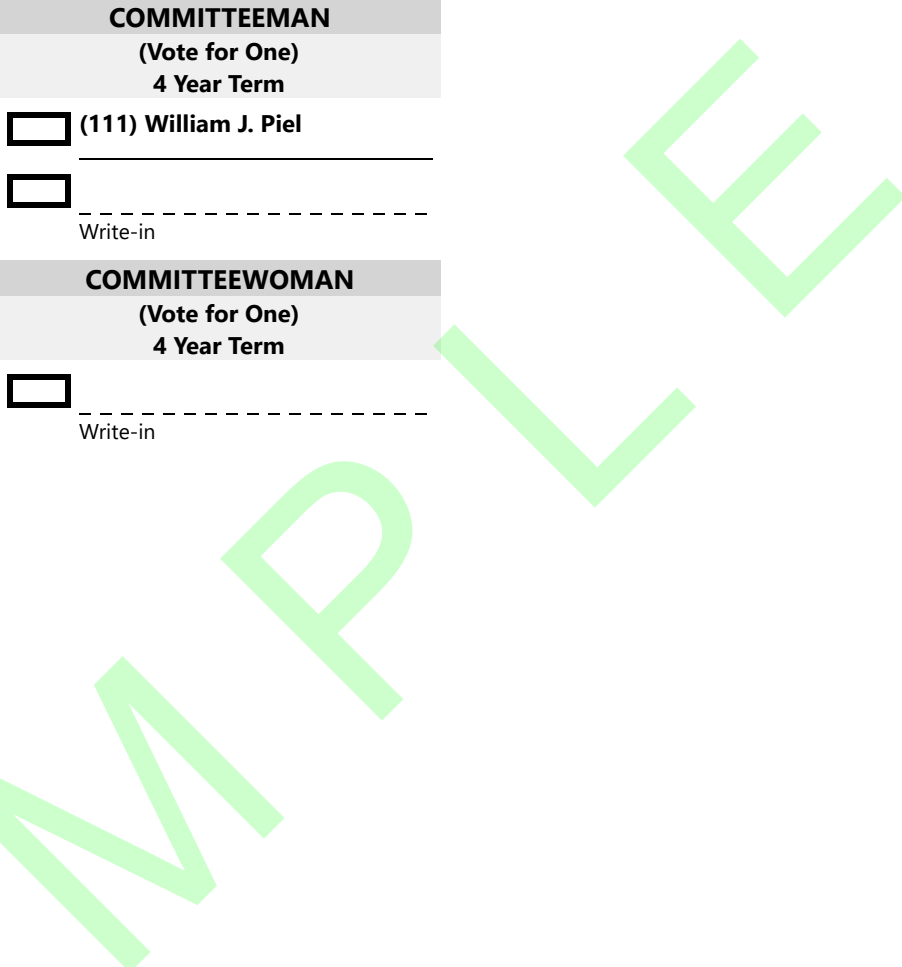 COMMITTEEMAN
(Vote for One)
4 Year Term
(111) William J. Piel
Write-in
COMMITTEEWOMAN
(Vote for One)
4 Year Term
Write-in
MPLE